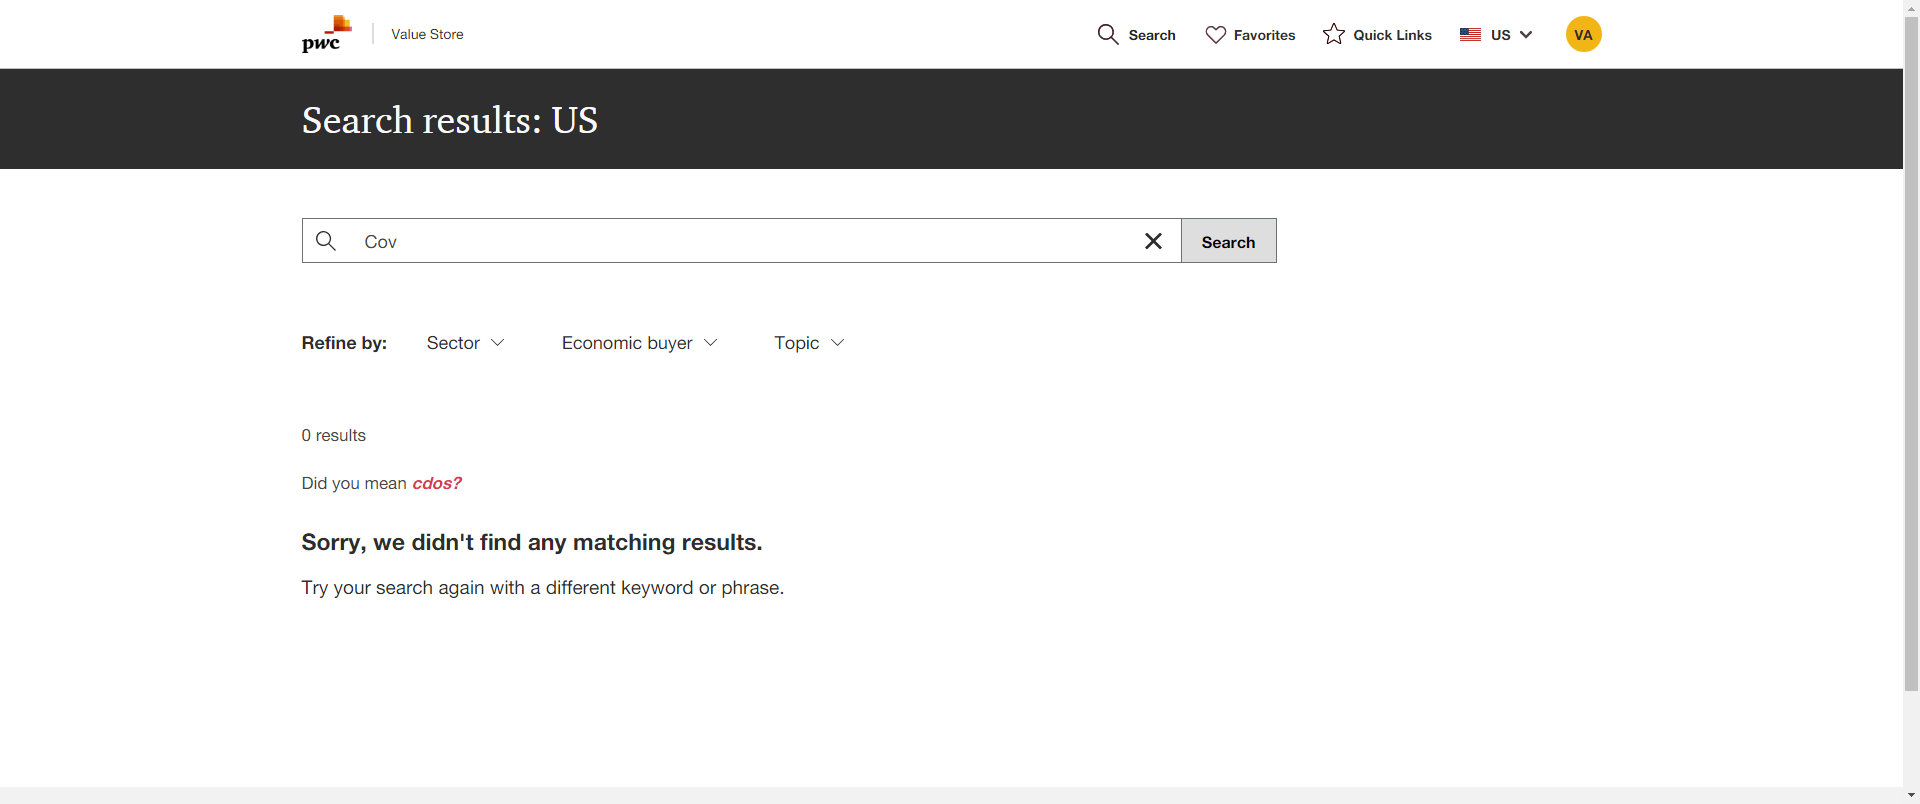 pwc
Value Store
Search
Favorites
Quick Links
US
VA
Search results: US
Cov
Search
Refine by:
Sector
Economic buyer
Topic
0 results
Did you mean cdos?
Sorry, we didn't find any matching results.
Try your search again with a different keyword or phrase.